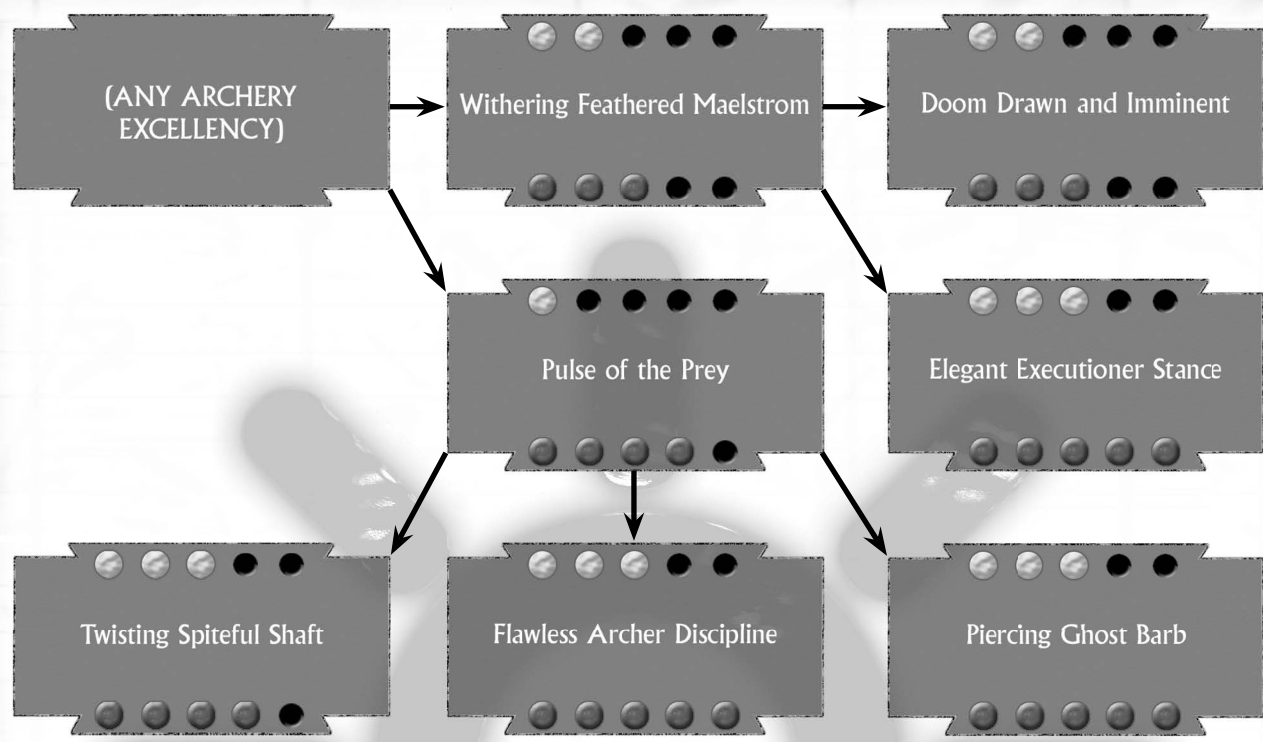 (ANY ARCHERY
EXCELLENCY)
Withering Feathered Maelstrom
Doom Drawn and Imminent
Pulse of the Prey
Elegant Executioner Stance
Twisting Spiteful Shaft
Flawless Archer Discipline
Piercing Ghost Barb